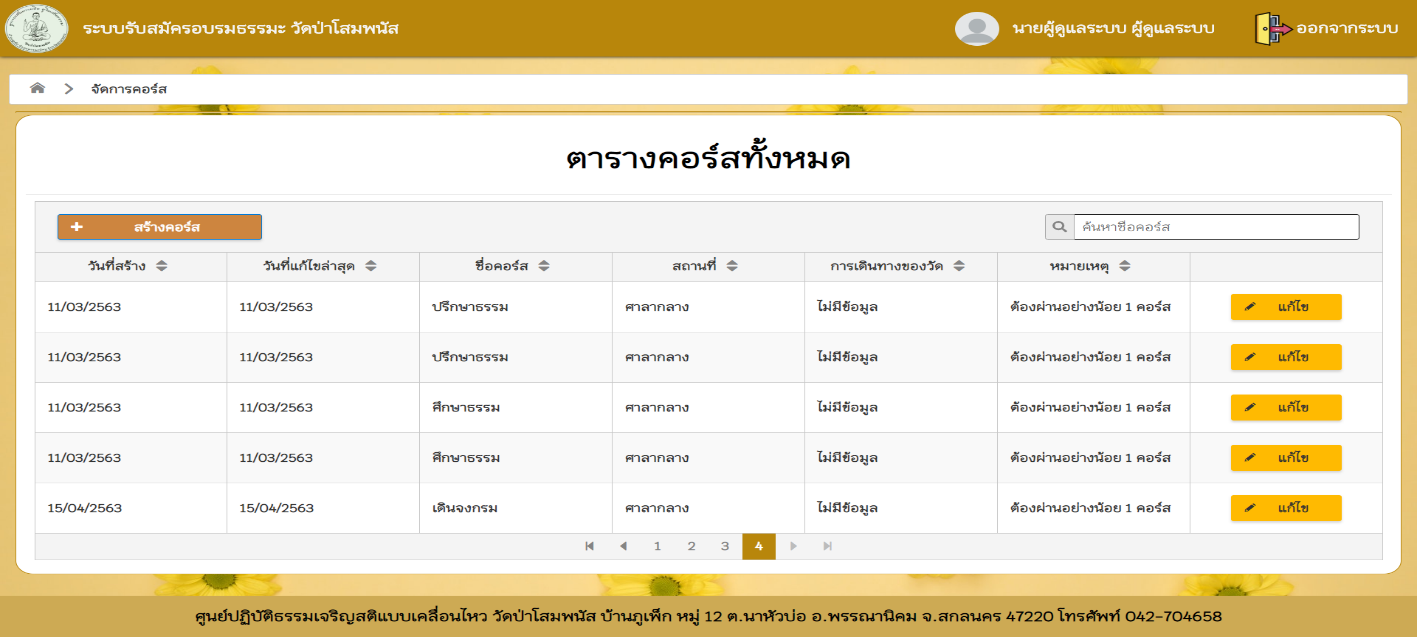 ระบบรับสมัครอบรมธรรมะ วัดป่าโสมพนัส นายผู้ดูแลระบบ ผู้ดูแลระบบ ออกจากระบบ
จัดการคอร์ส
ตารางคอร์สทั้งหมด
สร้างคอร์ส ค้นหาชื่อคอร์ส
วันที่สร้าง วันที่แก้ไขล่าสุด ชื่อคอร์ส สถานที่ การเดินทางของวัด หมายเหตุ
11/03/2563 11/03/2563 ปรึกษาธรรม ศาลากลาง ไม่มีข้อมูล ต้องผ่านอย่างน้อย 1 คอร์ส แก้ไข
11/03/2563 11/03/2563 ปรึกษาธรรม ศาลากลาง ไม่มีข้อมูล ต้องผ่านอย่างน้อย 1 คอร์ส แก้ไข
11/03/2563 11/03/2563 ศึกษาธรรม ศาลากลาง ไม่มีข้อมูล ต้องผ่านอย่างน้อย 1 คอร์ส แก้ไข
11/03/2563 11/03/2563 ศึกษาธรรม ศาลากลาง ไม่มีข้อมูล ต้องผ่านอย่างน้อย 1 คอร์ส แก้ไข
15/04/2563 15/04/2563 เดินจงกรม ศาลากลาง ไม่มีข้อมูล ต้องผ่านอย่างน้อย 1 คอร์ส แก้ไข
1 2 3 4
ศูนย์ปฏิบัติธรรมเจริญสติแบบเคลื่อนไหว วัดป่าโสมพนัส บ้านภูเพ็ก หมู่ 12 ต.นาหัวบ่อ อ.พรรณานิคม จ.สกลนคร 47220 โทรศัพท์ 042-704658